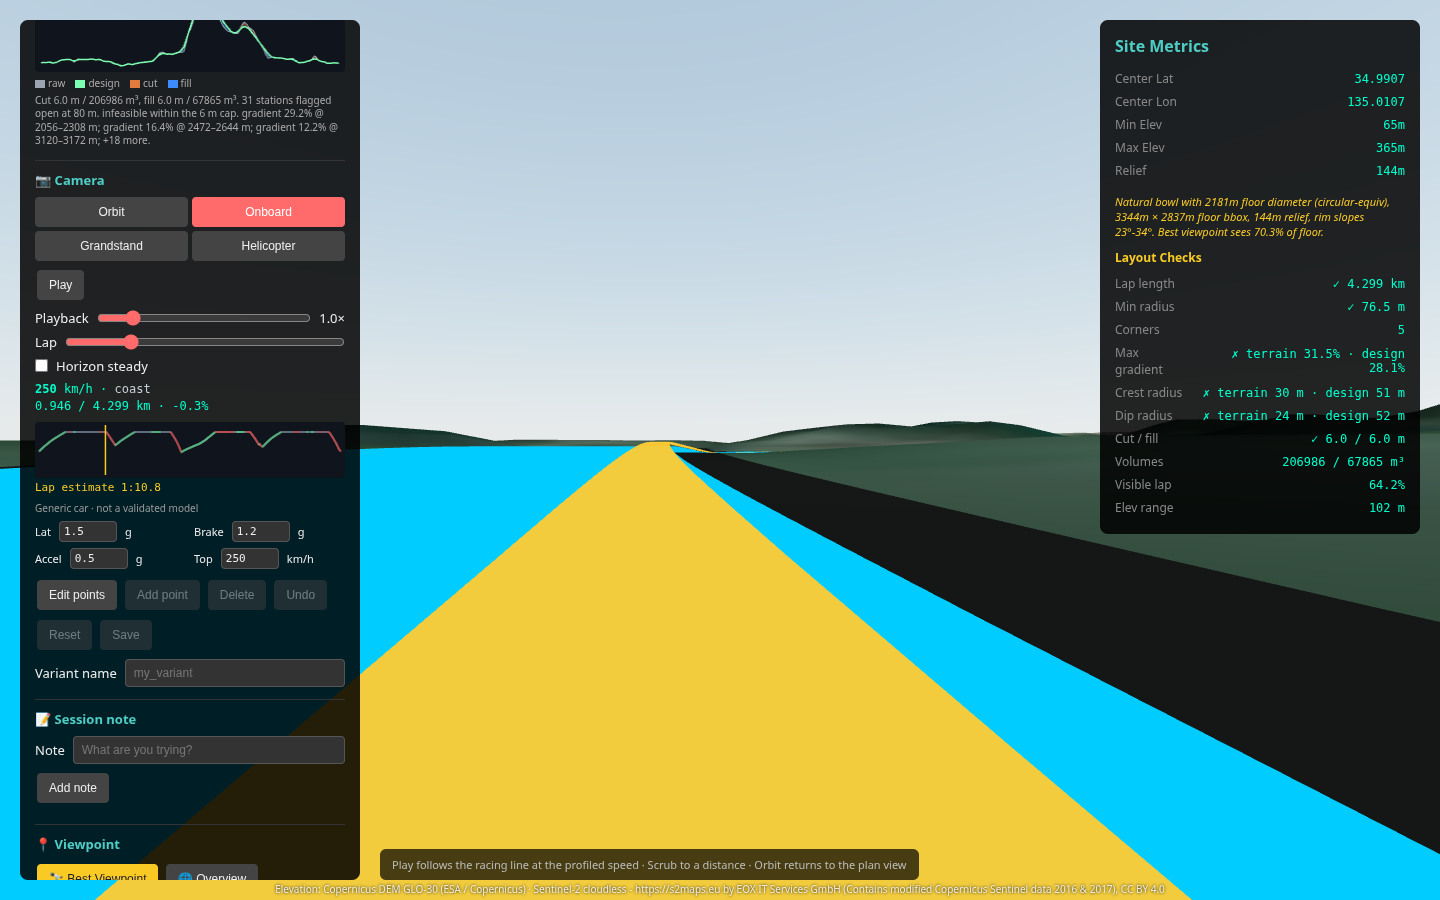 raw design cut fill
Cut 6.0 m / 206986 m³, fill 6.0 m / 67865 m³. 31 stations flagged
open at 80 m. infeasible within the 6 m cap. gradient 29.2% @
2056–2308 m; gradient 16.4% @ 2472–2644 m; gradient 12.2% @
3120–3172 m; +18 more.
📷 Camera
Orbit Onboard
Grandstand Helicopter
Play
Playback 1.0×
Lap
Horizon steady
250 km/h · coast
0.946 / 4.299 km · -0.3%
Lap estimate 1:10.8
Generic car · not a validated model
Lat 1.5 g Brake 1.2 g
Accel 0.5 g Top 250 km/h
Edit points Add point Delete Undo
Reset Save
Variant name my_variant
📝 Session note
Note What are you trying?
Add note
📍 Viewpoint
🔭 Best Viewpoint 🌐 Overview
Site Metrics
Center Lat 34.9907
Center Lon 135.0107
Min Elev 65m
Max Elev 365m
Relief 144m
Natural bowl with 2181m floor diameter (circular-equiv),
3344m × 2837m floor bbox, 144m relief, rim slopes
23°-34°. Best viewpoint sees 70.3% of floor.
Layout Checks
Lap length ✓ 4.299 km
Min radius ✓ 76.5 m
Corners 5
Max gradient ✗ terrain 31.5% · design 28.1%
Crest radius ✗ terrain 30 m · design 51 m
Dip radius ✗ terrain 24 m · design 52 m
Cut / fill ✓ 6.0 / 6.0 m
Volumes 206986 / 67865 m³
Visible lap 64.2%
Elev range 102 m
Play follows the racing line at the profiled speed · Scrub to a distance · Orbit returns to the plan view
Elevation: Copernicus DEM GLO-30 (ESA / Copernicus) · Sentinel-2 cloudless - https://s2maps.eu by EOX IT Services GmbH (Contains modified Copernicus Sentinel data 2016 & 2017), CC BY 4.0